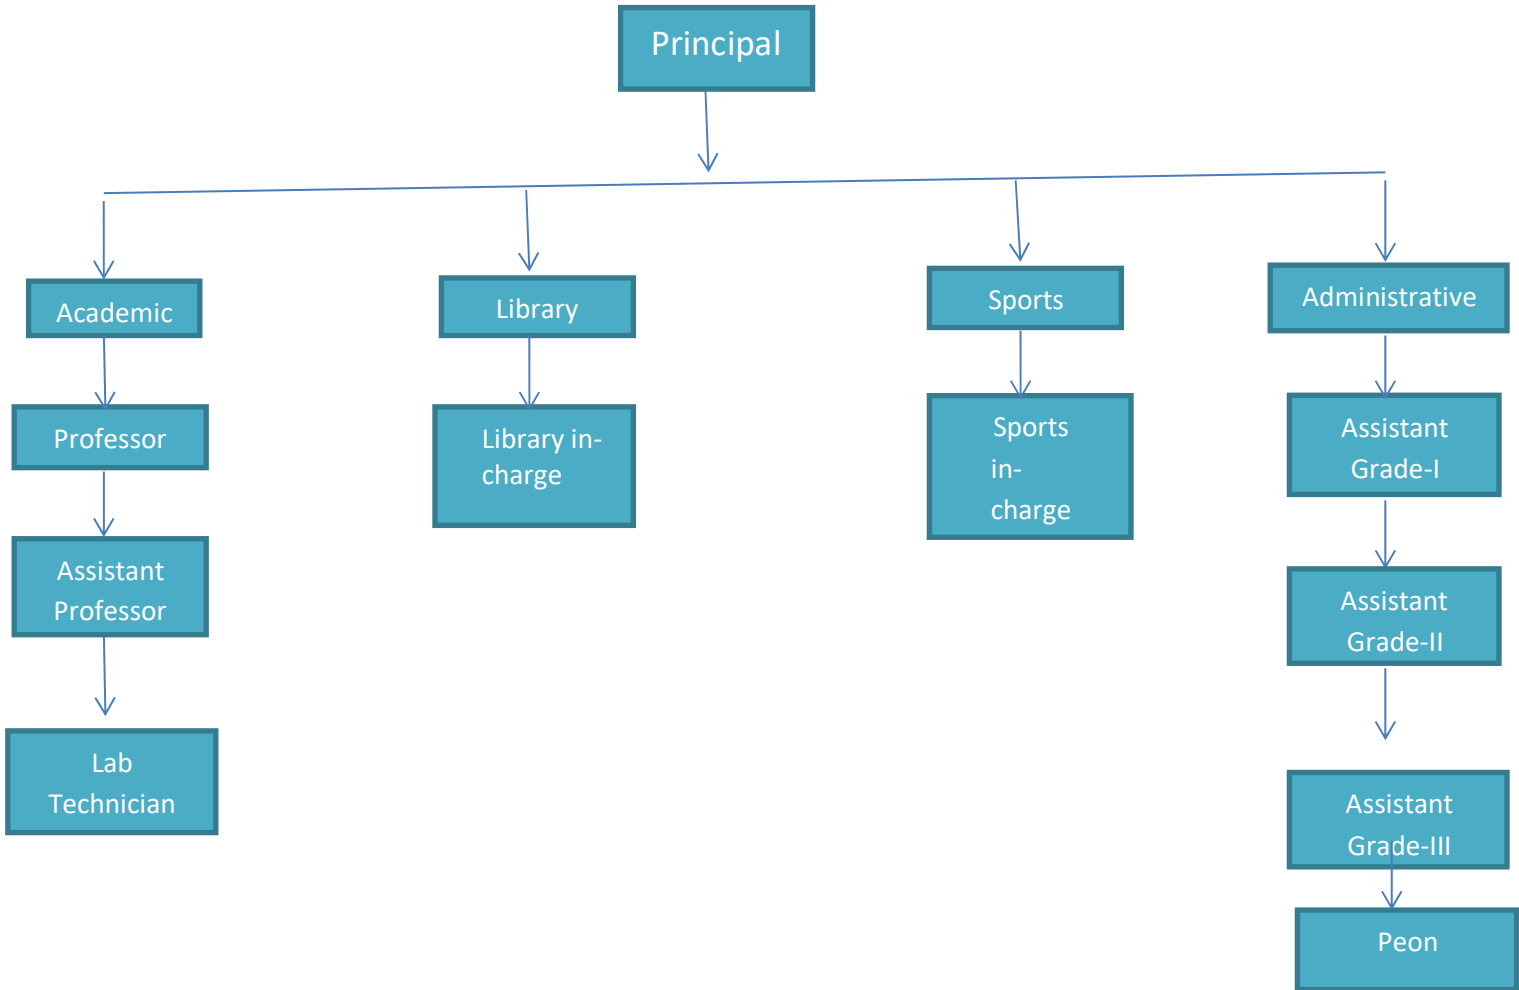 Principal
Academic
Library
Sports
Administrative
Professor
Library in-
charge
Sports
in-
charge
Assistant
Grade-I
Assistant
Professor
Assistant
Grade-II
Lab
Technician
Assistant
Grade-III
Peon